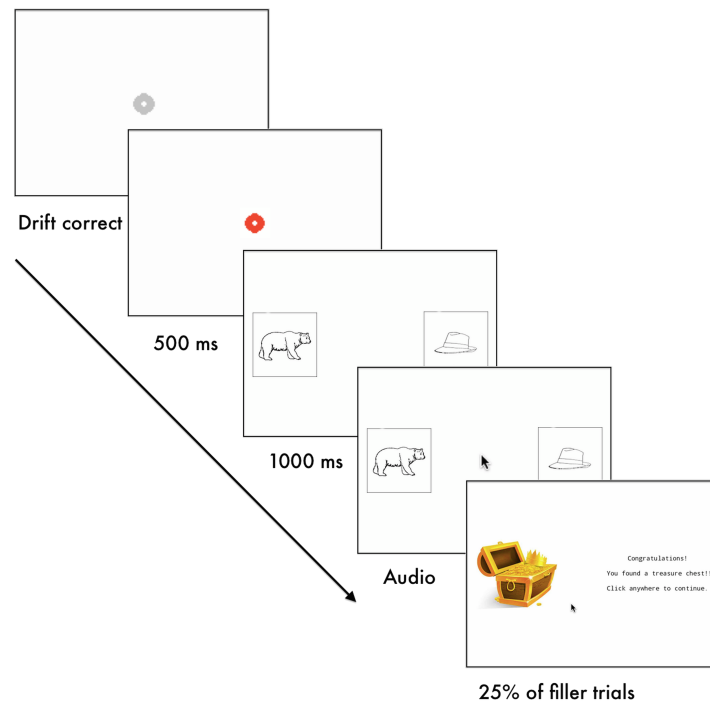 Drift correct
500 ms
1000 ms
Audio
Congratulations!
You found a treasure chest!!
Click anywhere to continue.
25% of filler trials